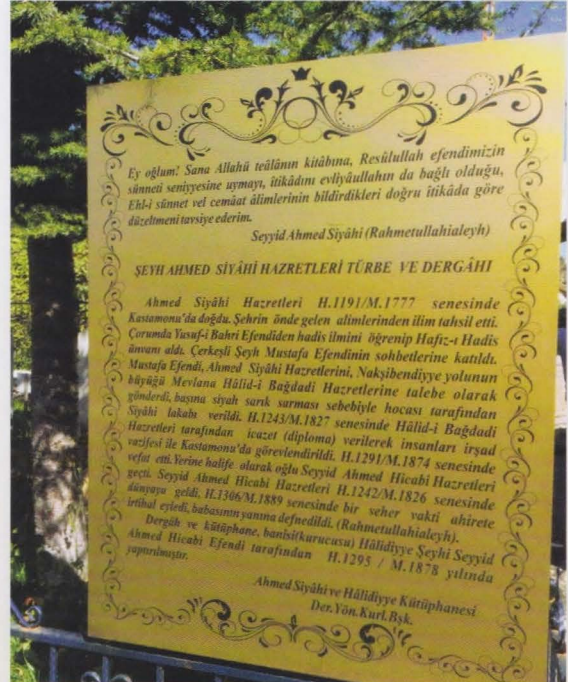 Ey oğlum! Sana Allahü teâlânın kitâbına, Resûlullah efendimizin
sünneti seniyyesine uymayı, îtikâdını evliyâullahın da bağlı olduğu,
Ehl-i sünnet vel cemâat âlimlerinin bildirdikleri doğru îtikâda göre
düzeltmeni tavsiye ederim.
Seyyid Ahmed Siyâhi (Rahmetullahialeyh)
ŞEYH AHMED SİYÂHİ HAZRETLERİ TÜRBE VE DERGÂHI
Ahmed Siyâhi Hazretleri H.1191/M.1777 senesinde
Kastamonu'da doğdu. Şehrin önde gelen alimlerinden ilim tahsil etti.
Çorumda Yusuf-i Bahri Efendiden hadis ilmini öğrenip Hafız-ı Hadis
ünvanı aldı. Çerkeşli Şeyh Mustafa Efendinin sohbetlerine katıldı.
Mustafa Efendi, Ahmed Siyâhi Hazretlerini, Nakşibendiyye yolunun
büyüğü Mevlana Hâlid-i Bağdadi Hazretlerine talebe olarak
gönderdi, başına siyah sarık sarması sebebiyle hocası tarafından
Siyâhi lakabı verildi. H.1243/M.1827 senesinde Hâlid-i Bağdadi
Hazretleri tarafından icazet (diploma) verilerek insanları irşad
vazifesi ile Kastamonu'da görevlendirildi. H.1291/M.1874 senesinde
vefat etti.Yerine halife olarak oğlu Seyyid Ahmed Hicabi Hazretleri
geçti. Seyyid Ahmed Hicabi Hazretleri H.1242/M.1826 senesinde
dünyaya geldi. H.1306/M.1889 senesinde bir seher vakti ahirete
irtihal eyledi, babasının yanına defnedildi. (Rahmetullahialeyh).
Dergâh ve kütüphane, banisi(kurucusu) Hâlidiyye Şeyhi Seyyid
Ahmed Hicabi Efendi tarafından H.1295 / M.1878 yılında
yaptırılmıştır.
Ahmed Siyâhi ve Hâlidiyye Kütüphanesi
Der.Yön.Kurl.Bşk.